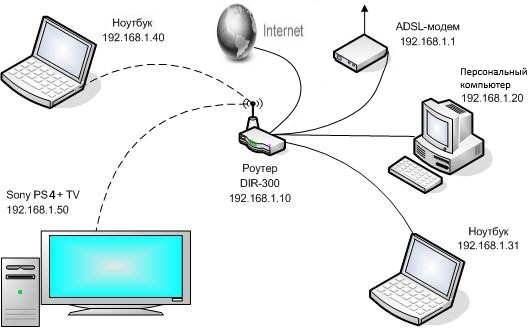 Ноутбук
192.168.1.40
Internet
ADSL-модем
192.168.1.1
Персональный
компьютер
192.168.1.20
Роутер
DIR-300
192.168.1.10
Sony PS4+ TV
192.168.1.50
Ноутбук
192.168.1.31